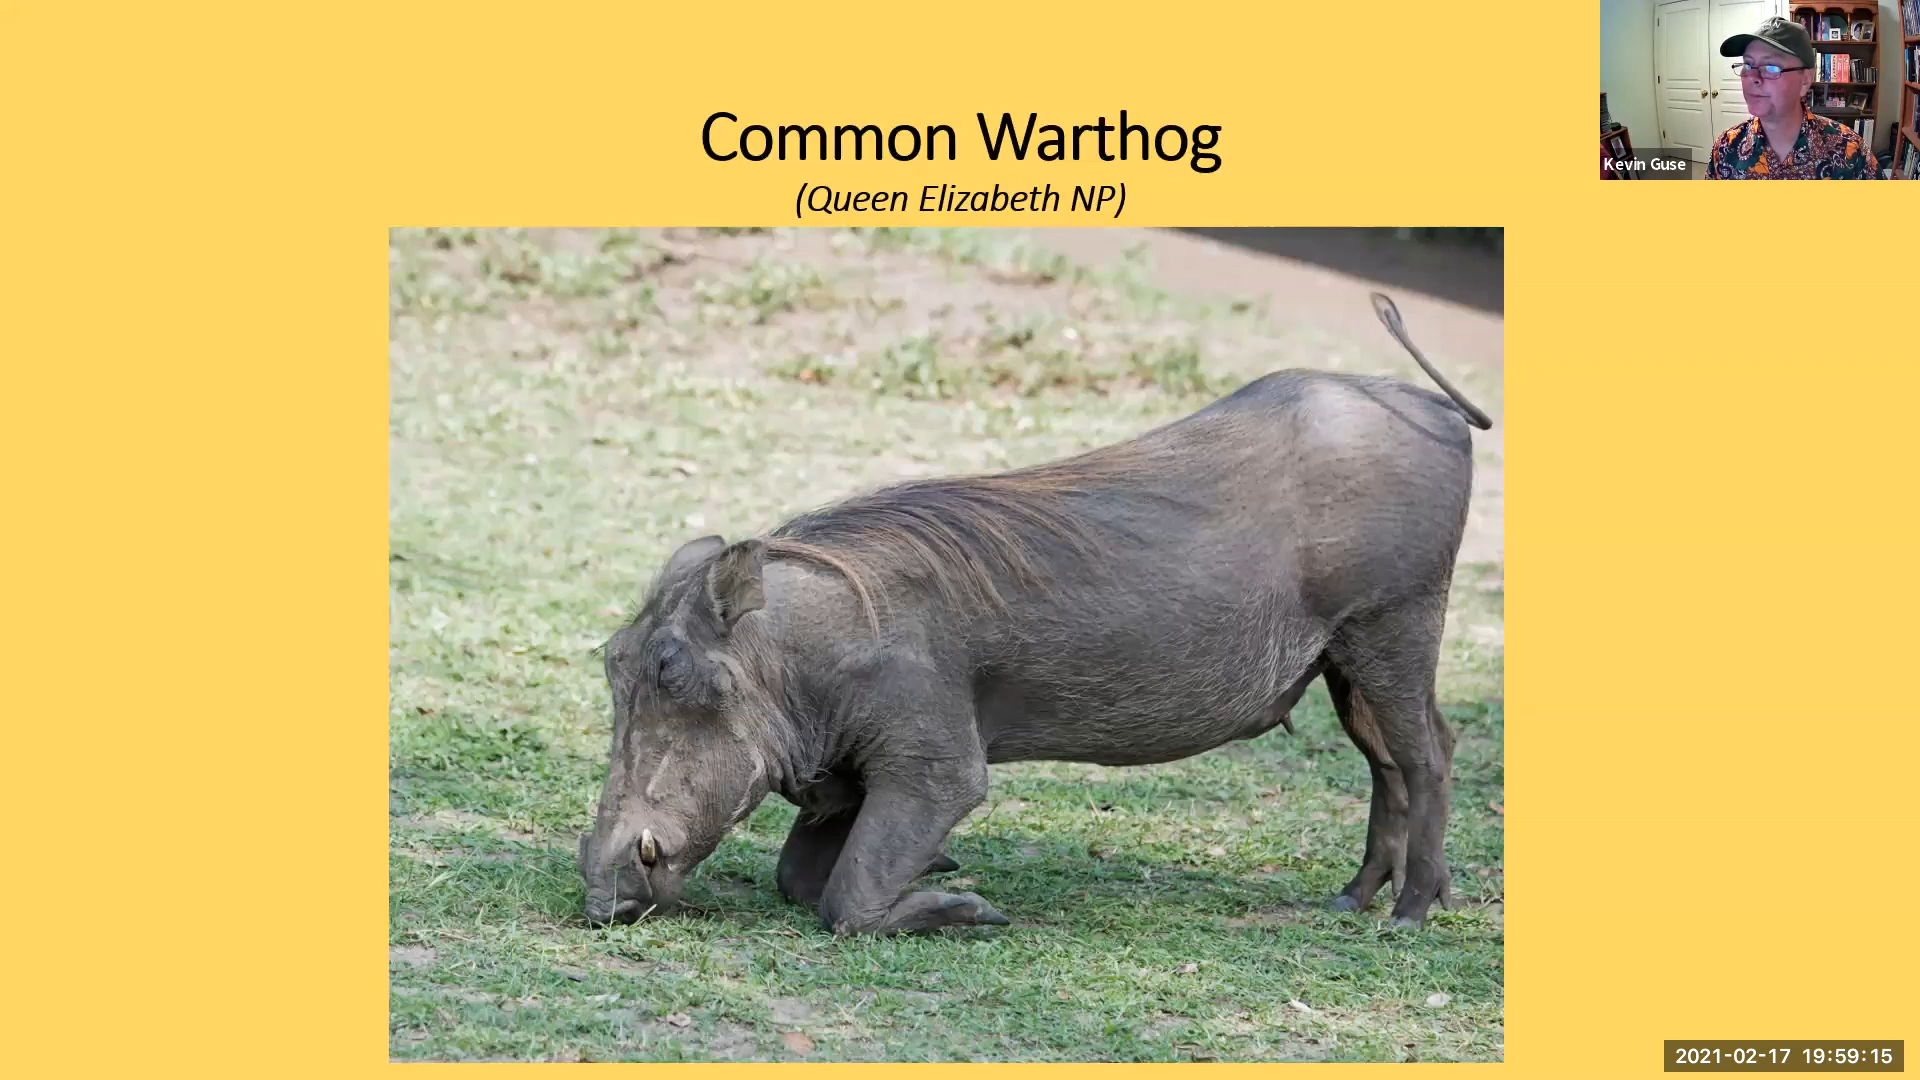 Common Warthog
(Queen Elizabeth NP)
Kevin Guse
2021-02-17 19:59:15